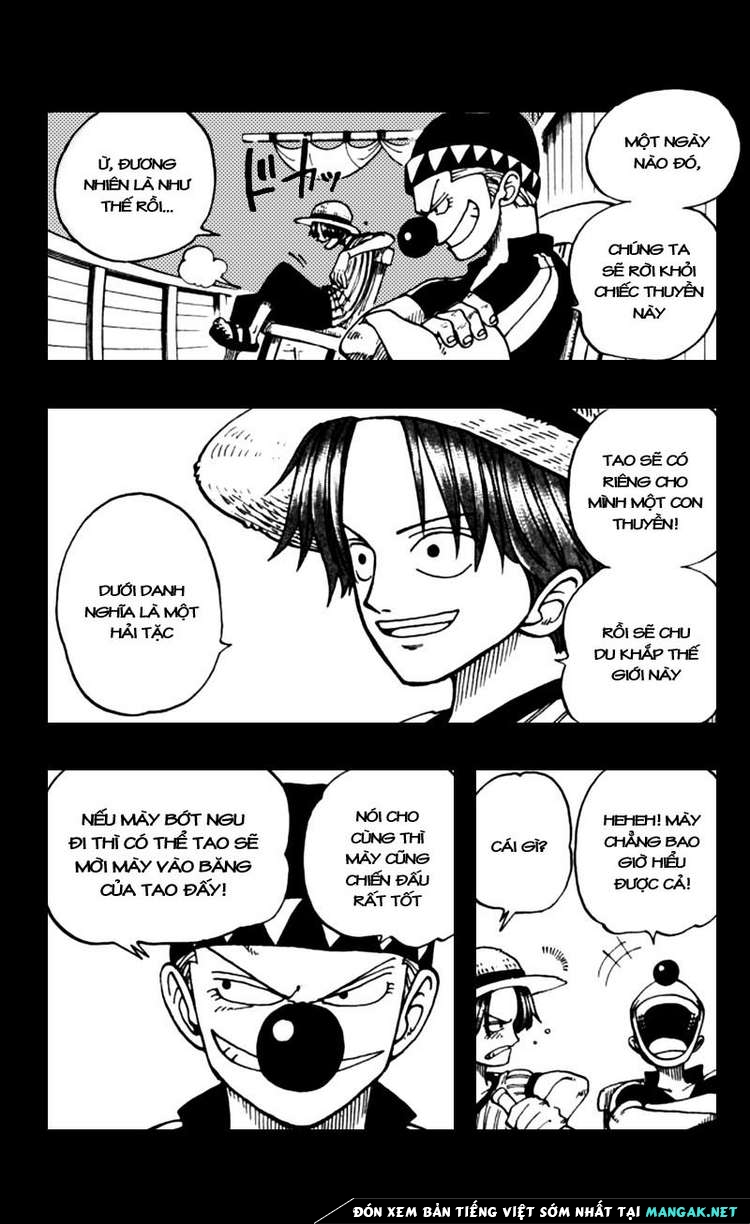 MỘT NGÀY
NÀO ĐÓ,
CHÚNG TA
SẼ RỜI KHỎI
CHIẾC THUYỀN
NÀY
Ừ, ĐƯƠNG
NHIÊN LÀ NHƯ
THẾ RỒI...
ドカッ
TAO SẼ CÓ
RIÊNG CHO
MÌNH MỘT CON
THUYỀN!
RỒI SẼ CHU
DU KHẮP THẾ
GIỚI NÀY
DƯỚI DANH
NGHĨA LÀ MỘT
HẢI TẶC
HEHEH! MÀY
CHẲNG BAO
GIỜ HIỂU
ĐƯỢC CẢ!
CÁI GÌ?
NÓI CHO
CÙNG THÌ
MÀY CŨNG
CHIẾN ĐẤU
RẤT TỐT
NẾU MÀY BỚT NGU
ĐI THÌ CÓ THỂ TAO SẼ
MỜI MÀY VÀO BĂNG
CỦA TAO ĐẤY!
ĐÓN XEM BẢN TIẾNG VIỆT SỚM NHẤT TẠI MANGAK.NET